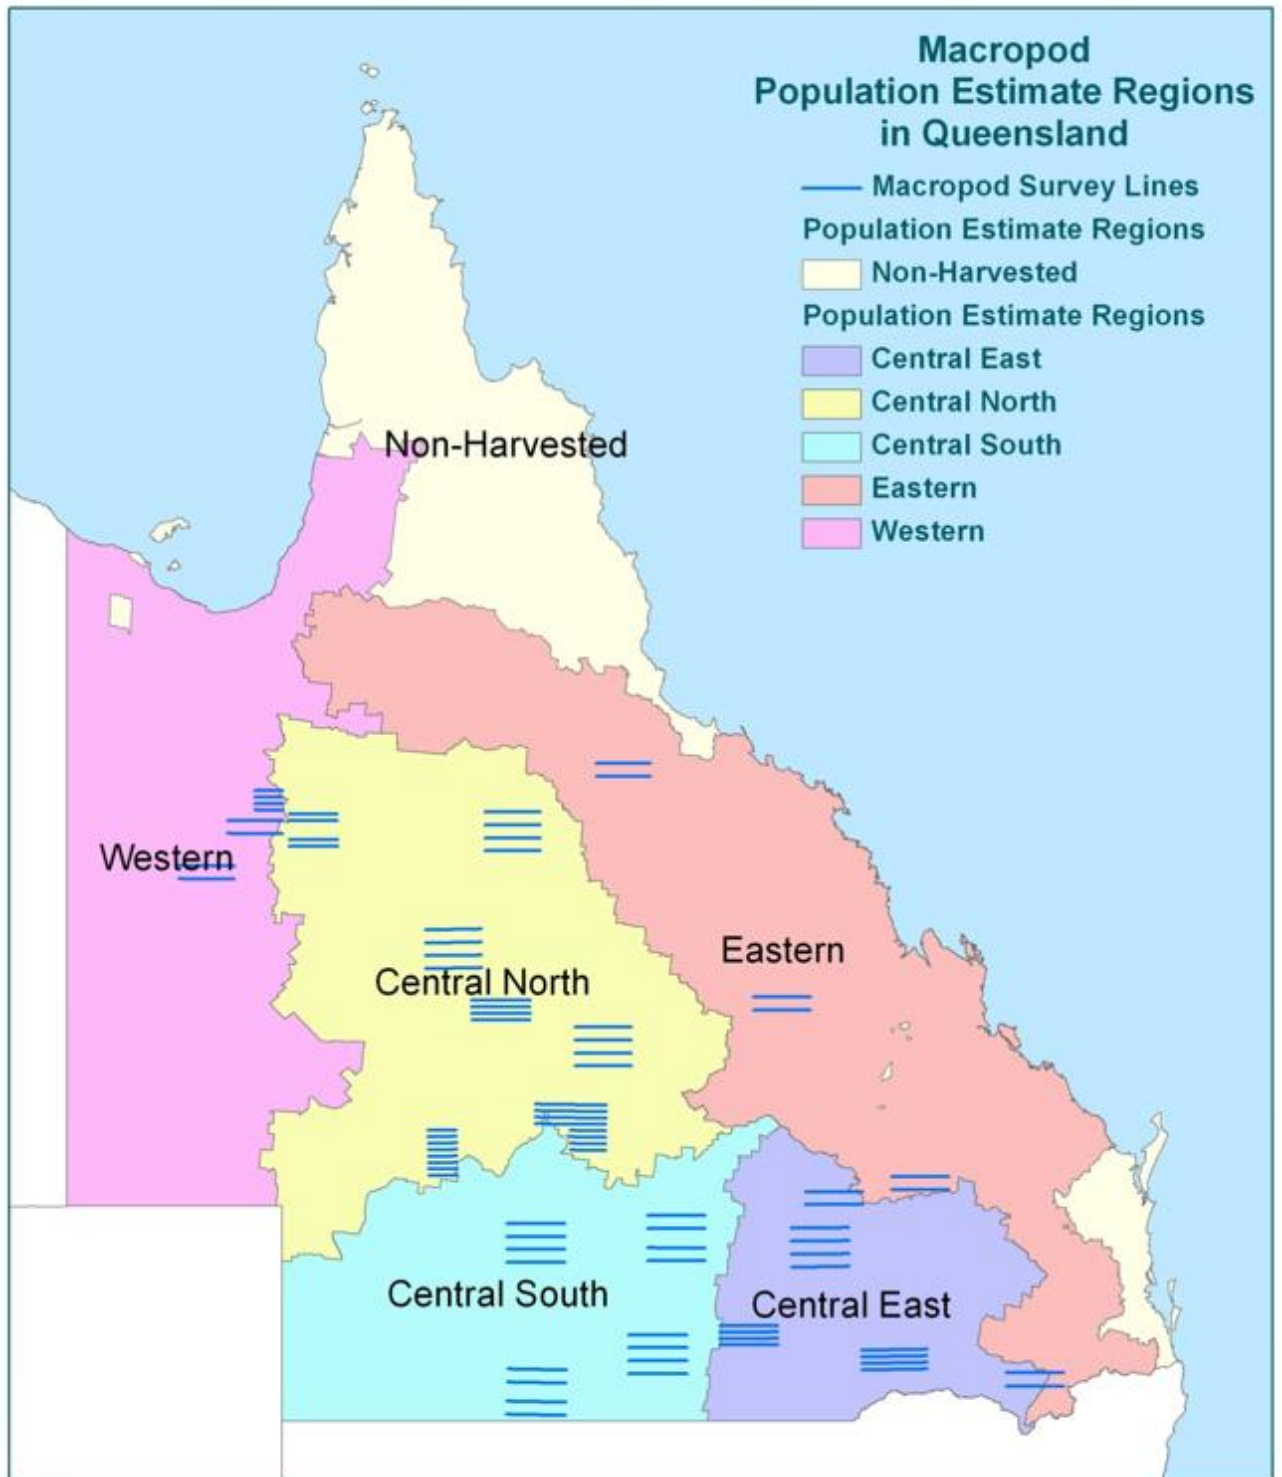 Macropod
Population Estimate Regions
in Queensland
Macropod Survey Lines
Population Estimate Regions
Non-Harvested
Population Estimate Regions
Central East
Central North
Central South
Eastern
Western
Non-Harvested
Western
Eastern
Central North
Central South
Central East